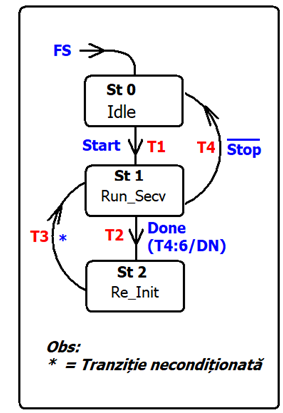 FS
St 0
Idle
Start T1 T4 Stop
St 1
Run_Secv
T3 * T2 Done
(T4:6/DN)
St 2
Re_Init
Obs:
* = Tranziție necondiționată